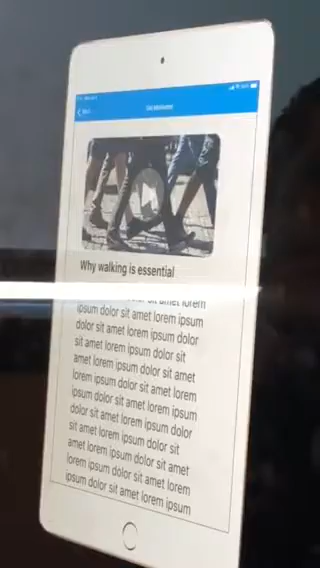 Why walking is essential
dolor sit amet lorem
ipsum dolor sit amet lorem ipsum
dolor sit amet lorem ipsum dolor
sit amet lorem ipsum dolor sit
amet lorem ipsum dolor sit amet
lorem ipsum dolor sit amet lorem
ipsum dolor sit amet lorem ipsum
dolor sit amet lorem ipsum dolor
sit amet lorem ipsum dolor sit
amet lorem ipsum dolor sit amet
lorem ipsum dolor sit amet lorem
ipsum dolor sit amet lorem ipsum